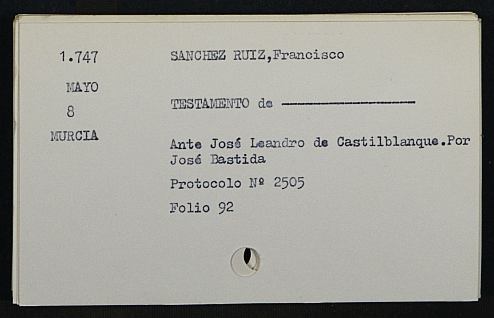 1.747
SANCHEZ RUIZ,Francisco
MAYO
8
TESTAMENTO de ————————
MURCIA
Ante José Leandro de Castilblanque.Por
José Bastida
Protocolo Nº 2505
Folio 92